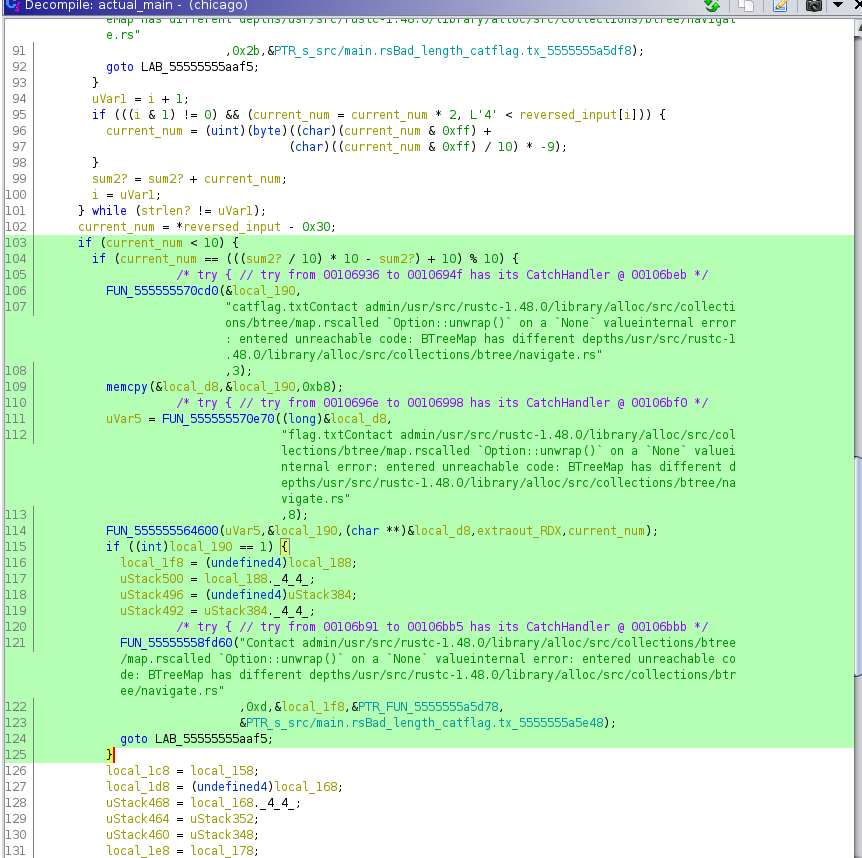 Decompile: actual_main - (chicago)
emap has different depths/usr/src/rustc-1.48.0/library/alloc/src/collections/btree/navigat
e.rs"
91 ,0x2b,&PTR_s_src/main.rsBad_length_catflag.tx_5555555a5df8);
92 goto LAB_55555555aaf5;
93 }
94 uVar1 = i + 1;
95 if (((i & 1) != 0) && (current_num = current_num * 2, L'4' < reversed_input[i])) {
96 current_num = (uint)(byte)((char)(current_num & 0xff) +
97 (char)((current_num & 0xff) / 10) * -9);
98 }
99 sum2? = sum2? + current_num;
100 i = uVar1;
101 } while (strlen? != uVar1);
102 current_num = *reversed_input - 0x30;
103 if (current_num < 10) {
104 if (current_num == (((sum2? / 10) * 10 - sum2?) + 10) % 10) {
105 /* try { // try from 00106936 to 0010694f has its CatchHandler @ 00106beb */
106 FUN_555555570cd0(&local_190,
107 "catflag.txtContact admin/usr/src/rustc-1.48.0/library/alloc/src/collecti
ons/btree/map.rscalled `Option::unwrap()` on a `None` valueinternal error
: entered unreachable code: BTreeMap has different depths/usr/src/rustc-1
.48.0/library/alloc/src/collections/btree/navigate.rs"
108 ,3);
109 memcpy(&local_d8,&local_190,0xb8);
110 /* try { // try from 0010696e to 00106998 has its CatchHandler @ 00106bf0 */
111 uVar5 = FUN_555555570e70((long)&local_d8,
112 "flag.txtContact admin/usr/src/rustc-1.48.0/library/alloc/src/col
lections/btree/map.rscalled `Option::unwrap()` on a `None` valuei
nternal error: entered unreachable code: BTreeMap has different d
epths/usr/src/rustc-1.48.0/library/alloc/src/collections/btree/na
vigate.rs"
113 ,8);
114 FUN_555555564600(uVar5,&local_190,(char **)&local_d8,extraout_RDX,current_num);
115 if ((int)local_190 == 1) {
116 local_1f8 = (undefined4)local_188;
117 uStack500 = local_188._4_4_;
118 uStack496 = (undefined4)uStack384;
119 uStack492 = uStack384._4_4_;
120 /* try { // try from 00106b91 to 00106bb5 has its CatchHandler @ 00106bbb */
121 FUN_55555558fd60("Contact admin/usr/src/rustc-1.48.0/library/alloc/src/collections/btree
/map.rscalled `Option::unwrap()` on a `None` valueinternal error: entered unreachable co
de: BTreeMap has different depths/usr/src/rustc-1.48.0/library/alloc/src/collections/btr
ee/navigate.rs"
122 ,0xd,&local_1f8,&PTR_FUN_5555555a5d78,
123 &PTR_s_src/main.rsBad_length_catflag.tx_5555555a5e48);
124 goto LAB_55555555aaf5;
125 }
126 local_1c8 = local_158;
127 local_1d8 = (undefined4)local_168;
128 uStack468 = local_168._4_4_;
129 uStack464 = uStack352;
130 uStack460 = uStack348;
131 local_1e8 = local_178;